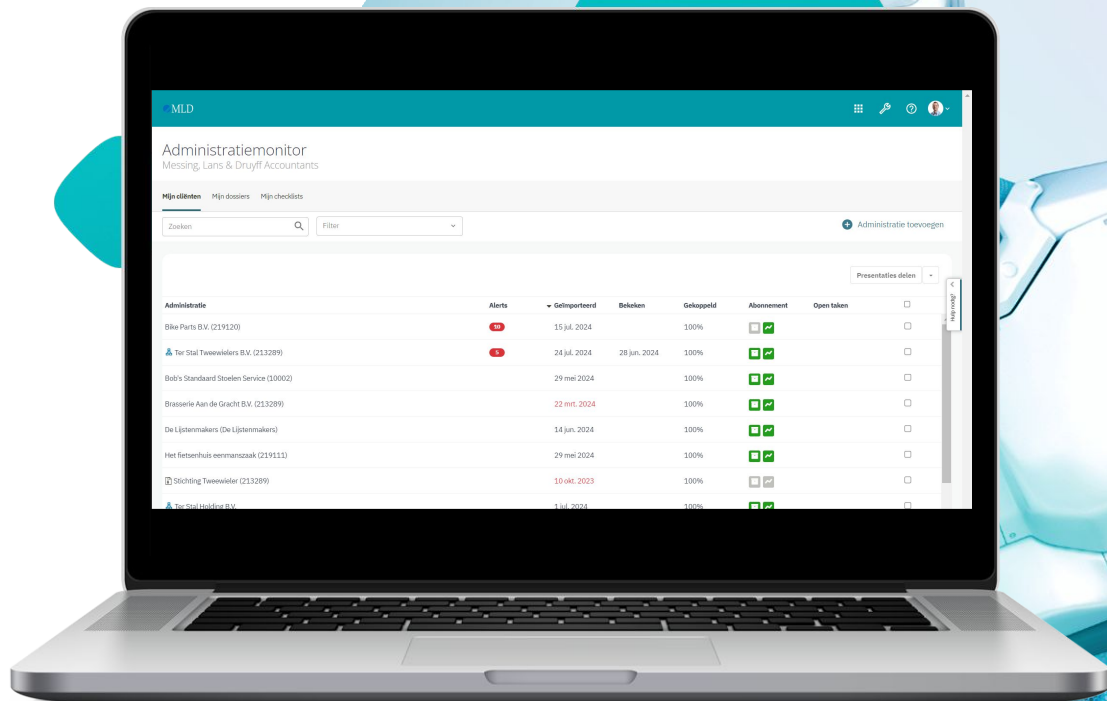 MLD
Administratiemonitor
Messing, Lans & Druyff Accountants
Mijn cliënten Mijn dossiers Mijn checklists
Zoeken Filter Administratie toevoegen
Presentaties delen
Hulp nodig?
Administratie Alerts Geïmporteerd Bekeken Gekoppeld Abonnement Open taken
Bike Parts B.V. (219120) 10 15 jul. 2024 100%
Ter Stal Tweewielers B.V. (213289) 5 24 jul. 2024 28 jun. 2024 100%
Bob's Standaard Stoelen Service (10002) 29 mei 2024 100%
Brasserie Aan de Gracht B.V. (213289) 22 mrt. 2024 100%
De Lijstenmakers (De Lijstenmakers) 14 jun. 2024 100%
Het fietsenhuis eenmanszaak (219111) 29 mei 2024 100%
Stichting Tweewieler (213289) 10 okt. 2023 100%
Ter Stal Holding B.V. 1 jul. 2024 100%